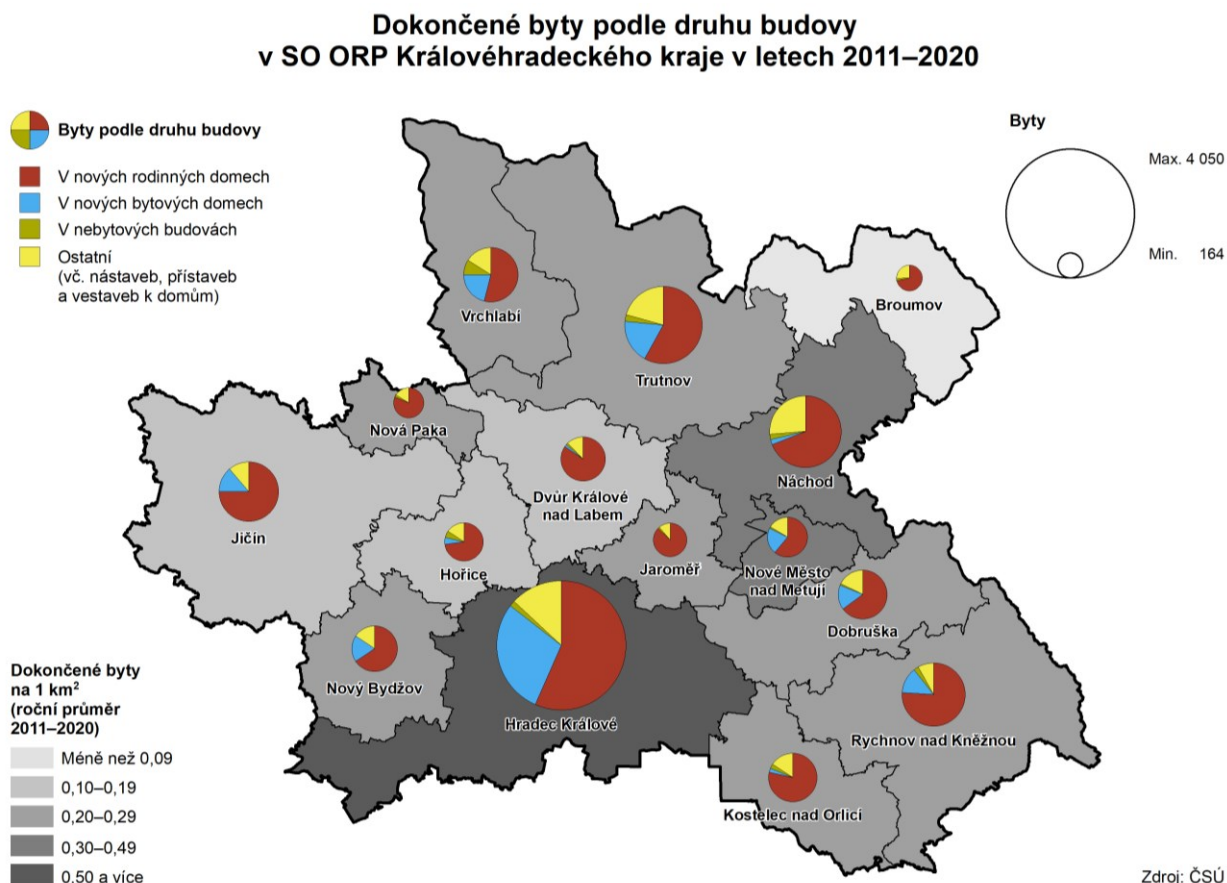 Dokončené byty podle druhu budovy
v SO ORP Královéhradeckého kraje v letech 2011–2020
Byty podle druhu budovy
V nových rodinných domech
V nových bytových domech
V nebytových budovách
Ostatní
(vč. nástaveb, přístaveb
a vestaveb k domům)
Byty
Max. 4 050
Min. 164
Vrchlabí
Broumov
Trutnov
Nová Paka
Náchod
Dvůr Králové
nad Labem
Jičín
Hořice
Jaroměř
Nové Město
nad Metují
Dobruška
Nový Bydžov
Hradec Králové
Rychnov nad Kněžnou
Kostelec nad Orlicí
Dokončené byty
na 1 km²
(roční průměr
2011–2020)
Méně než 0,09
0,10–0,19
0,20–0,29
0,30–0,49
0,50 a více
Zdroj: ČSÚ